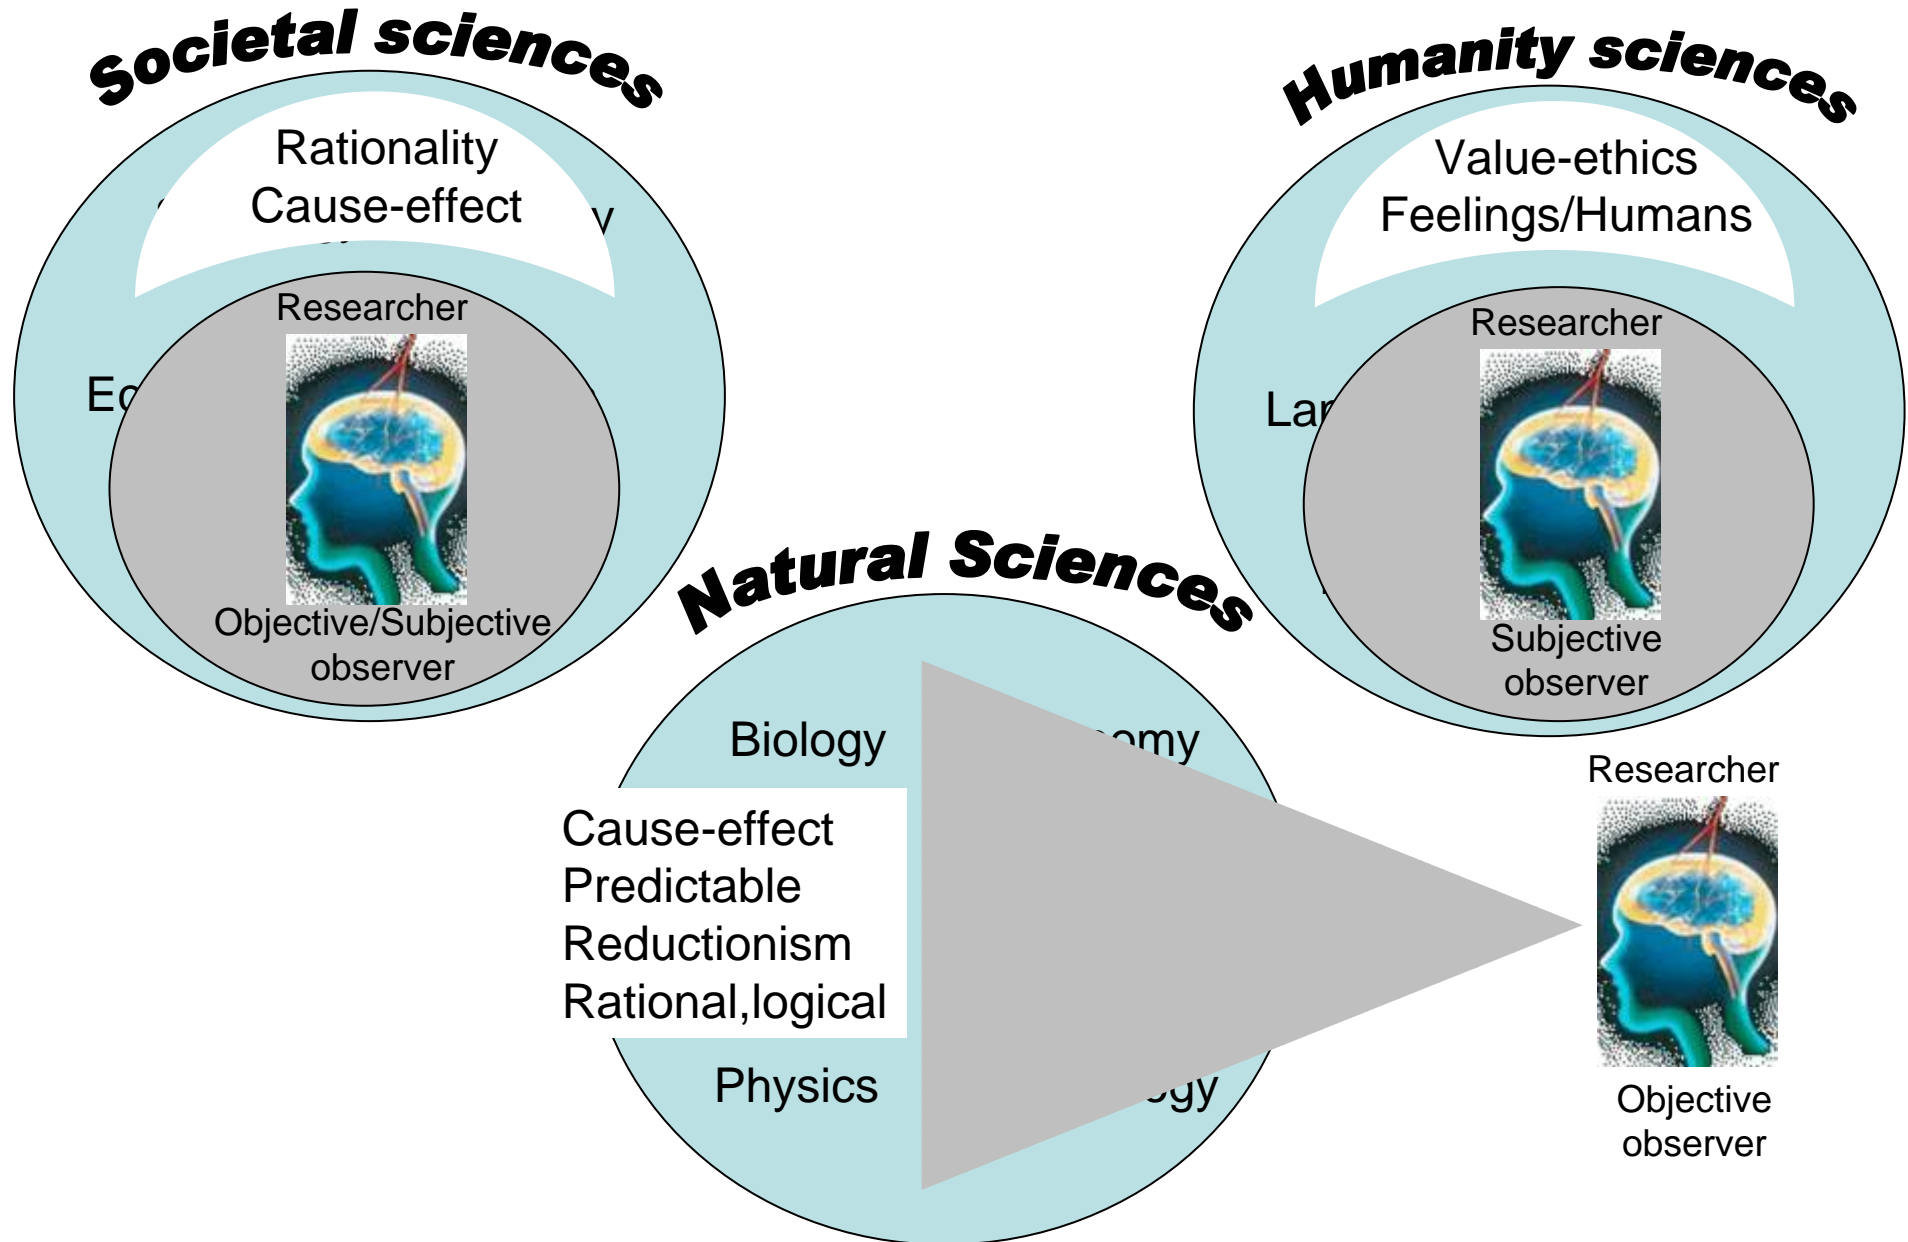 Societal sciences
Rationality
Cause-effect
Researcher
Objective/Subjective
observer
Humanity sciences
Value-ethics
Feelings/Humans
Researcher
Subjective
observer
Natural Sciences
Biology
Cause-effect
Predictable
Reductionism
Rational,logical
Physics
Researcher
Objective
observer